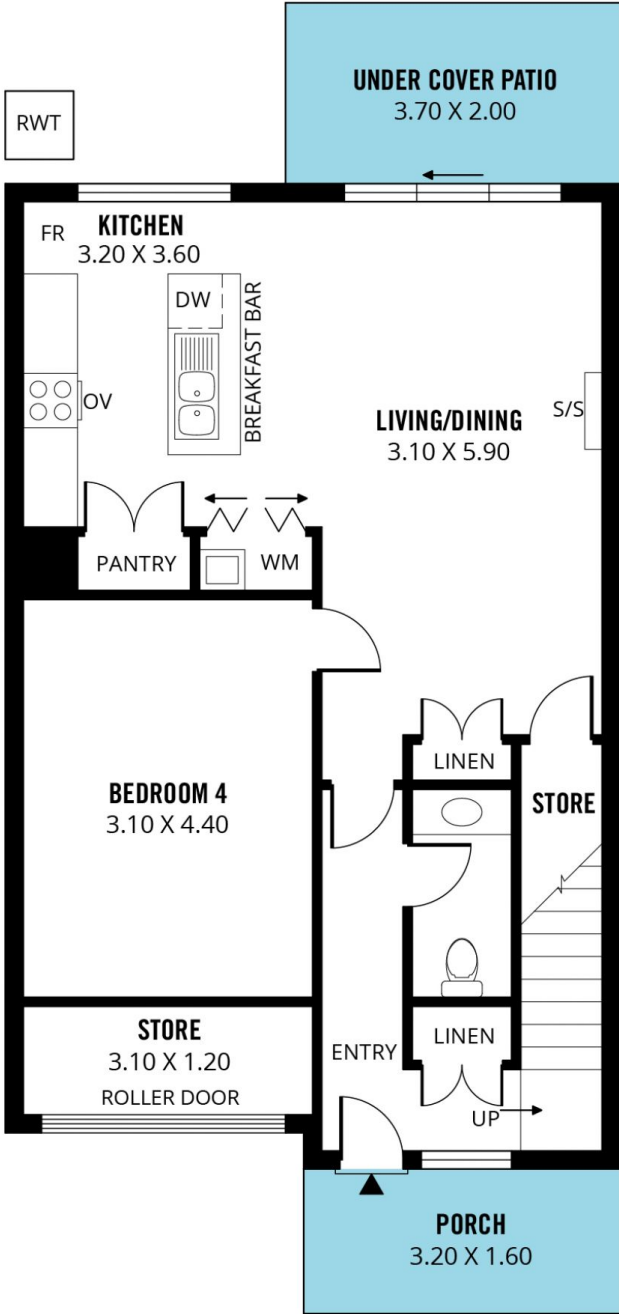 UNDER COVER PATIO
3.70 X 2.00
RWT
FR
KITCHEN
3.20 X 3.60
DW
BREAKFAST BAR
OV
LIVING/DINING
3.10 X 5.90
S/S
PANTRY
WM
BEDROOM 4
3.10 X 4.40
LINEN
STORE
STORE
3.10 X 1.20
ROLLER DOOR
ENTRY
LINEN
UP
PORCH
3.20 X 1.60